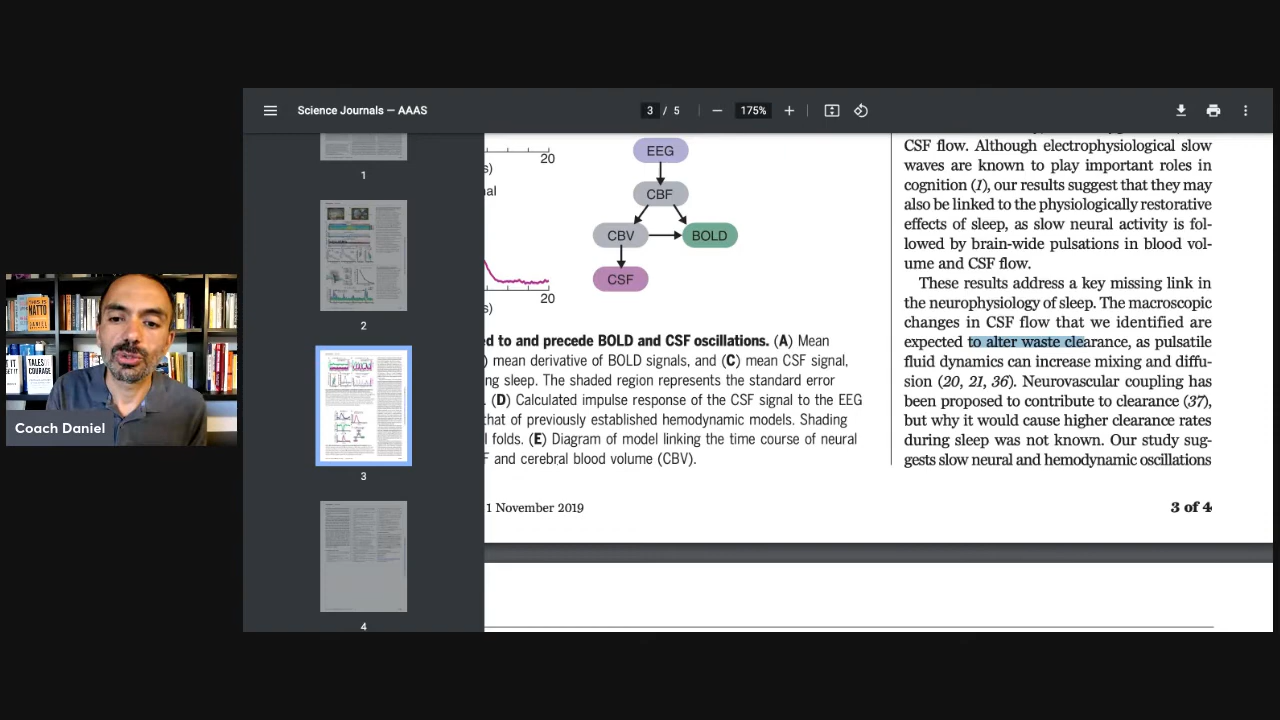 Science Journals — AAAS
3 / 5
175%
1
2
3
4
20
s)
nal
20
s)
EEG
CBF
CBV
BOLD
CSF
ed to and precede BOLD and CSF oscillations. (A) Mean
) mean derivative of BOLD signals, and (C) mean CSF signal,
ng sleep. The shaded region represents the standard error
. (D) Calculated impulse response of the CSF signal to the EEG
that of previously established hemodynamic models. Shading
l folds. (E) Diagram of model linking the time course of neural
F and cerebral blood volume (CBV).
1 November 2019
CSF flow. Although electrophysiological slow
waves are known to play important roles in
cognition (1), our results suggest that they may
also be linked to the physiologically restorative
effects of sleep, as slow neural activity is fol-
lowed by brain-wide pulsations in blood vol-
ume and CSF flow.
These results address a key missing link in
the neurophysiology of sleep. The macroscopic
changes in CSF flow that we identified are
expected to alter waste clearance, as pulsatile
fluid dynamics can increase mixing and diffu-
sion (20, 21, 36). Neurovascular coupling has
been proposed to contribute to clearance (37),
but why it would cause higher clearance rates
during sleep was not known. Our study sug-
gests slow neural and hemodynamic oscillations
3 of 4
THIS IS
NATTO
TALES
COURAGE
Coach Daniel